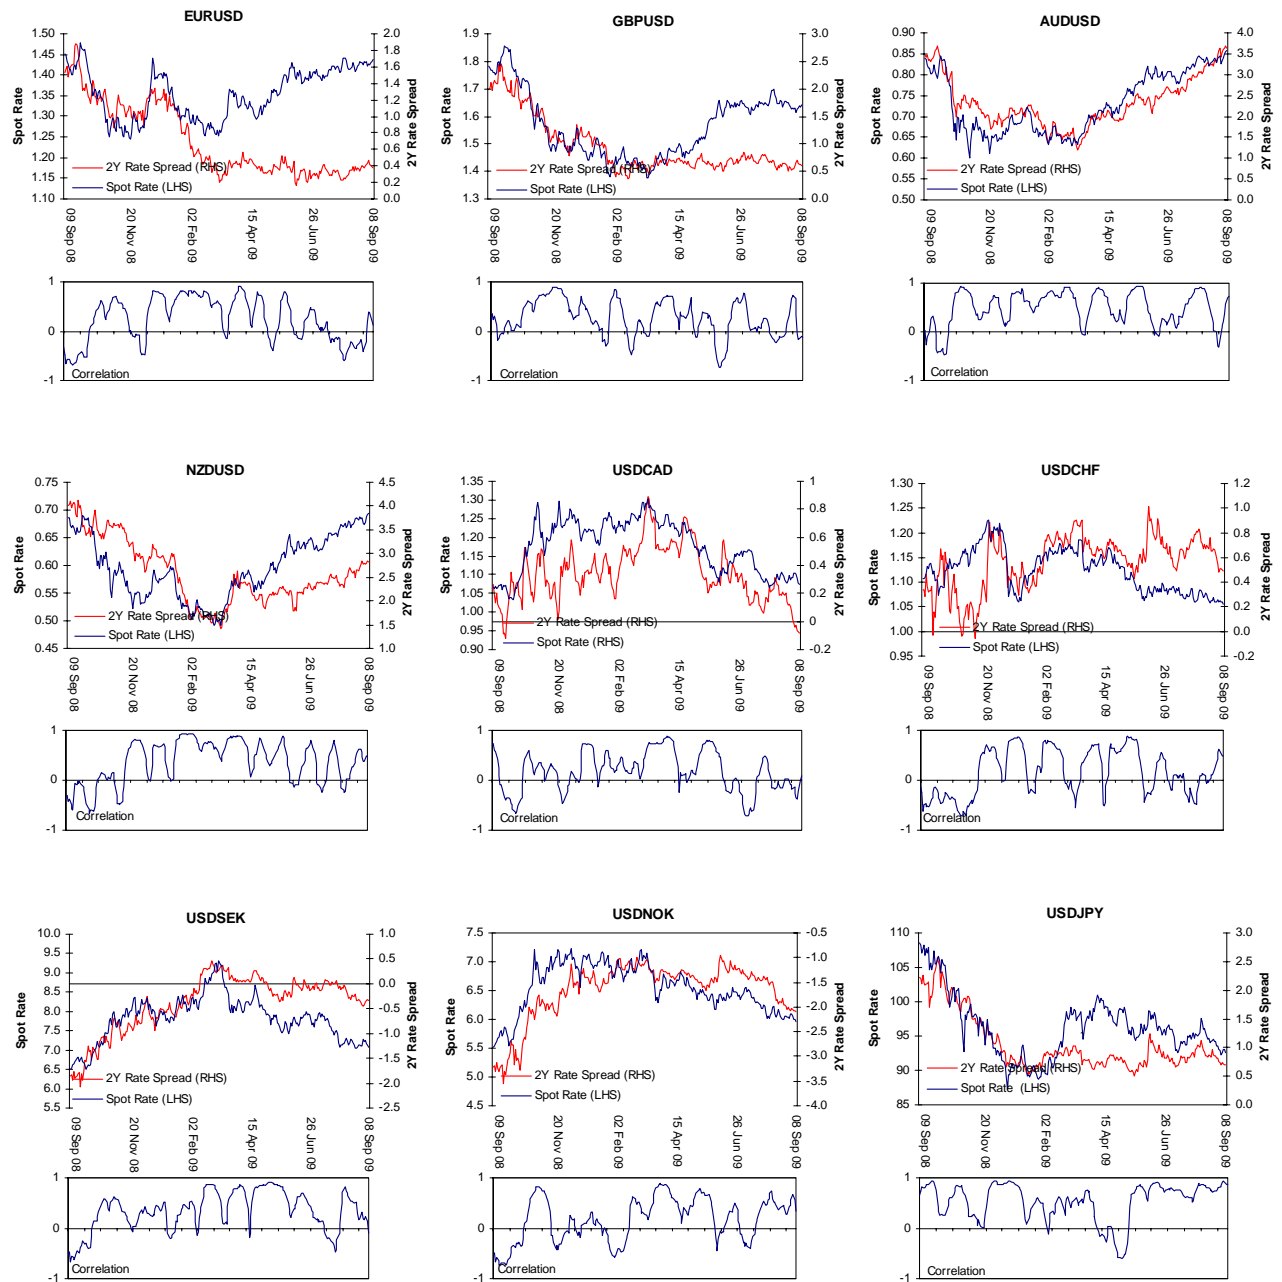 EURUSD
1.50
1.45
1.40
1.35
1.30
1.25
1.20
1.15
1.10
Spot Rate
2.0
1.8
1.6
1.4
1.2
1.0
0.8
0.6
0.4
0.2
0.0
2Y Rate Spread
2Y Rate Spread (RHS)
Spot Rate (LHS)
09 Sep 08
20 Nov 08
02 Feb 09
15 Apr 09
26 Jun 09
08 Sep 09
1
0
-1
Correlation
GBPUSD
1.9
1.8
1.7
1.6
1.5
1.4
1.3
Spot Rate
3.0
2.5
2.0
1.5
1.0
0.5
0.0
2Y Rate Spread
2Y Rate Spread (RHS)
Spot Rate (LHS)
09 Sep 08
20 Nov 08
02 Feb 09
15 Apr 09
26 Jun 09
08 Sep 09
1
0
-1
Correlation
AUDUSD
0.90
0.85
0.80
0.75
0.70
0.65
0.60
0.55
0.50
Spot Rate
4.0
3.5
3.0
2.5
2.0
1.5
1.0
0.5
0.0
2Y Rate Spread
2Y Rate Spread (RHS)
Spot Rate (LHS)
09 Sep 08
20 Nov 08
02 Feb 09
15 Apr 09
26 Jun 09
08 Sep 09
1
0
-1
Correlation
NZDUSD
0.75
0.70
0.65
0.60
0.55
0.50
0.45
Spot Rate
4.5
4.0
3.5
3.0
2.5
2.0
1.5
1.0
2Y Rate Spread
2Y Rate Spread (RHS)
Spot Rate (LHS)
09 Sep 08
20 Nov 08
02 Feb 09
15 Apr 09
26 Jun 09
08 Sep 09
1
0
-1
Correlation
USDCAD
1.35
1.30
1.25
1.20
1.15
1.10
1.05
1.00
0.95
0.90
Spot Rate
1
0.8
0.6
0.4
0.2
0
-0.2
2Y Rate Spread
2Y Rate Spread (RHS)
Spot Rate (RHS)
09 Sep 08
20 Nov 08
02 Feb 09
15 Apr 09
26 Jun 09
08 Sep 09
1
0
-1
Correlation
USDCHF
1.30
1.25
1.20
1.15
1.10
1.05
1.00
0.95
Spot Rate
1.2
1.0
0.8
0.6
0.4
0.2
0.0
-0.2
2Y Rate Spread
2Y Rate Spread (RHS)
Spot Rate (LHS)
09 Sep 08
20 Nov 08
02 Feb 09
15 Apr 09
26 Jun 09
08 Sep 09
1
0
-1
Correlation
USDSEK
10.0
9.5
9.0
8.5
8.0
7.5
7.0
6.5
6.0
5.5
Spot Rate
1.0
0.5
0.0
-0.5
-1.0
-1.5
-2.0
-2.5
2Y Rate Spread
2Y Rate Spread (RHS)
Spot Rate (LHS)
09 Sep 08
20 Nov 08
02 Feb 09
15 Apr 09
26 Jun 09
08 Sep 09
1
0
-1
Correlation
USDNOK
7.5
7.0
6.5
6.0
5.5
5.0
4.5
Spot Rate
-0.5
-1.0
-1.5
-2.0
-2.5
-3.0
-3.5
-4.0
2Y Rate Spread
2Y Rate Spread (RHS)
Spot Rate (LHS)
09 Sep 08
20 Nov 08
02 Feb 09
15 Apr 09
26 Jun 09
08 Sep 09
1
0
-1
Correlation
USDJPY
110
105
100
95
90
85
Spot Rate
3.0
2.5
2.0
1.5
1.0
0.5
0.0
2Y Rate Spread
2Y Rate Spread (RHS)
Spot Rate (LHS)
09 Sep 08
20 Nov 08
02 Feb 09
15 Apr 09
26 Jun 09
08 Sep 09
1
0
-1
Correlation